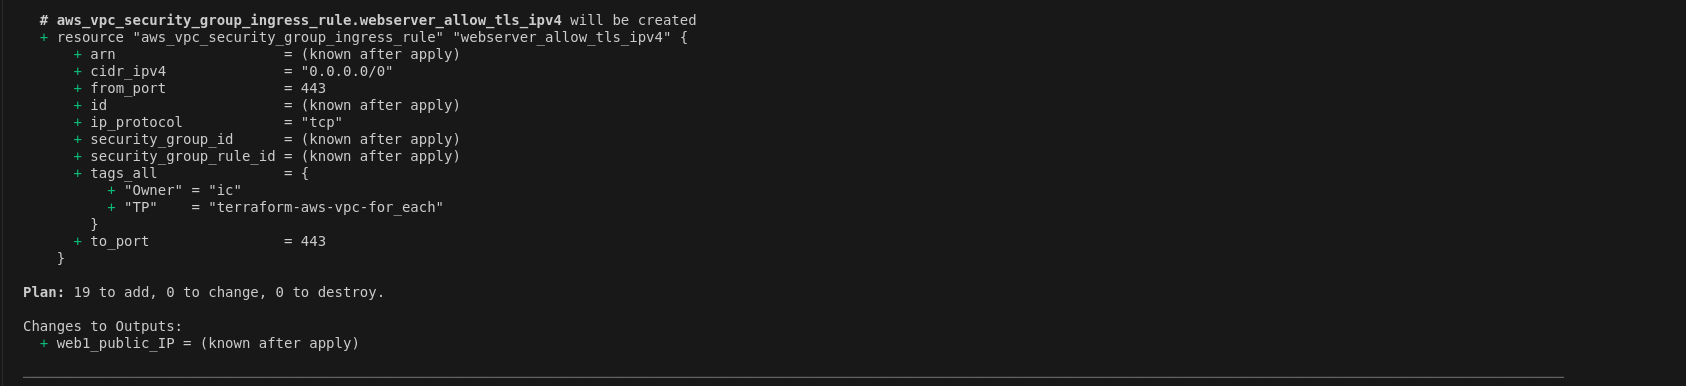 # aws_vpc_security_group_ingress_rule.webserver_allow_tls_ipv4 will be created
+ resource "aws_vpc_security_group_ingress_rule" "webserver_allow_tls_ipv4" {
+ arn = (known after apply)
+ cidr_ipv4 = "0.0.0.0/0"
+ from_port = 443
+ id = (known after apply)
+ ip_protocol = "tcp"
+ security_group_id = (known after apply)
+ security_group_rule_id = (known after apply)
+ tags_all = {
+ "Owner" = "ic"
+ "TP" = "terraform-aws-vpc-for_each"
}
+ to_port = 443
}
Plan: 19 to add, 0 to change, 0 to destroy.
Changes to Outputs:
+ web1_public_IP = (known after apply)